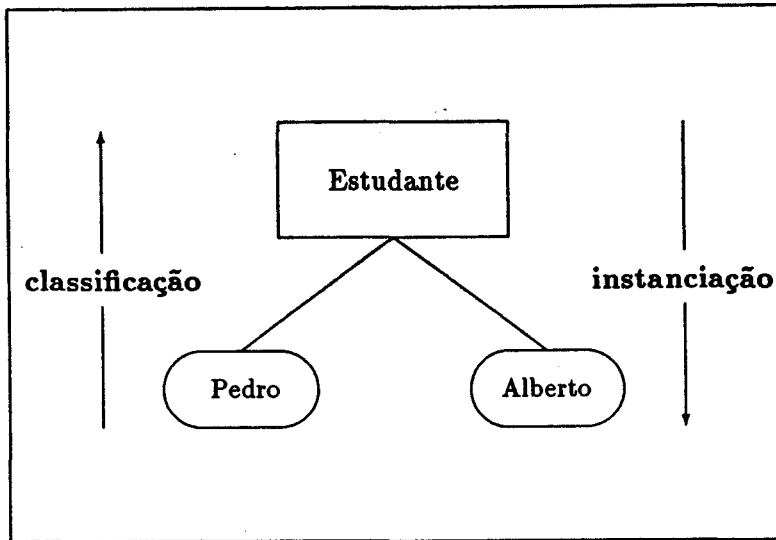 Estudante
classificação
instanciação
Pedro
Alberto